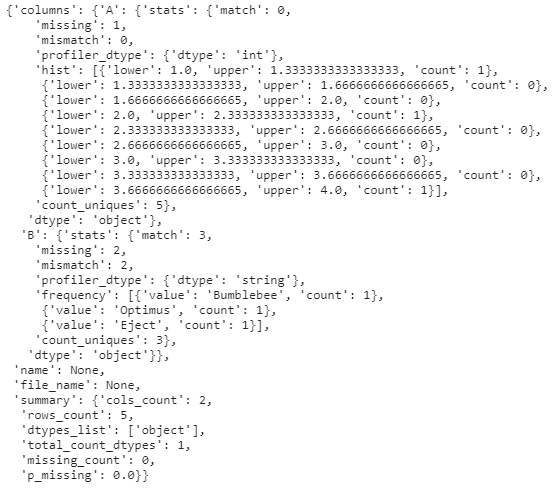 {'columns': {'A': {'stats': {'match': 0,
'missing': 1,
'mismatch': 0,
'profiler_dtype': {'dtype': 'int'},
'hist': [{'lower': 1.0, 'upper': 1.3333333333333333, 'count': 1},
{'lower': 1.3333333333333333, 'upper': 1.6666666666666665, 'count': 0},
{'lower': 1.6666666666666665, 'upper': 2.0, 'count': 0},
{'lower': 2.0, 'upper': 2.333333333333333, 'count': 1},
{'lower': 2.333333333333333, 'upper': 2.6666666666666665, 'count': 0},
{'lower': 2.6666666666666665, 'upper': 3.0, 'count': 0},
{'lower': 3.0, 'upper': 3.333333333333333, 'count': 0},
{'lower': 3.333333333333333, 'upper': 3.6666666666666665, 'count': 0},
{'lower': 3.6666666666666665, 'upper': 4.0, 'count': 1}],
'count_uniques': 5},
'dtype': 'object'},
'B': {'stats': {'match': 3,
'missing': 2,
'mismatch': 2,
'profiler_dtype': {'dtype': 'string'},
'frequency': [{'value': 'Bumblebee', 'count': 1},
{'value': 'Optimus', 'count': 1},
{'value': 'Eject', 'count': 1}],
'count_uniques': 3},
'dtype': 'object'}},
'name': None,
'file_name': None,
'summary': {'cols_count': 2,
'rows_count': 5,
'dtypes_list': ['object'],
'total_count_dtypes': 1,
'missing_count': 0,
'p_missing': 0.0}}